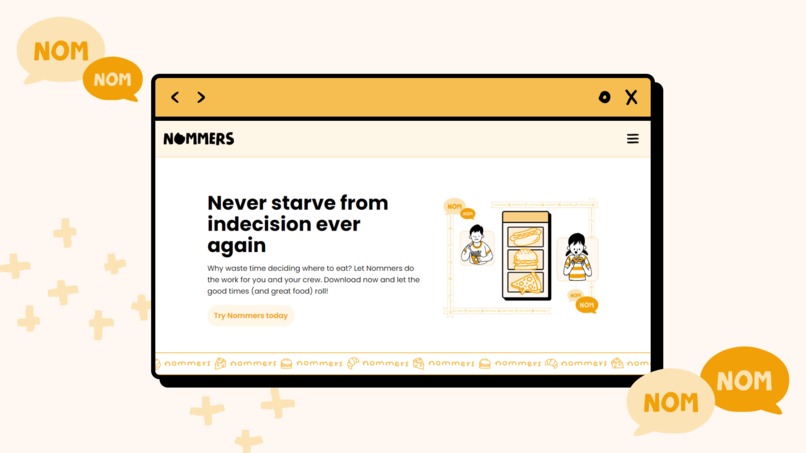 NOM
NOM
NOMMERS
Never starve from
indecision ever
again
Why waste time deciding where to eat? Let Nommers do
the work for you and your crew. Download now and let the
good times (and great food) roll!
Try Nommers today
NOM
NOM
NOM
NOM
nommers nommers nommers nommers nommers nommers nom
NOM
NOM